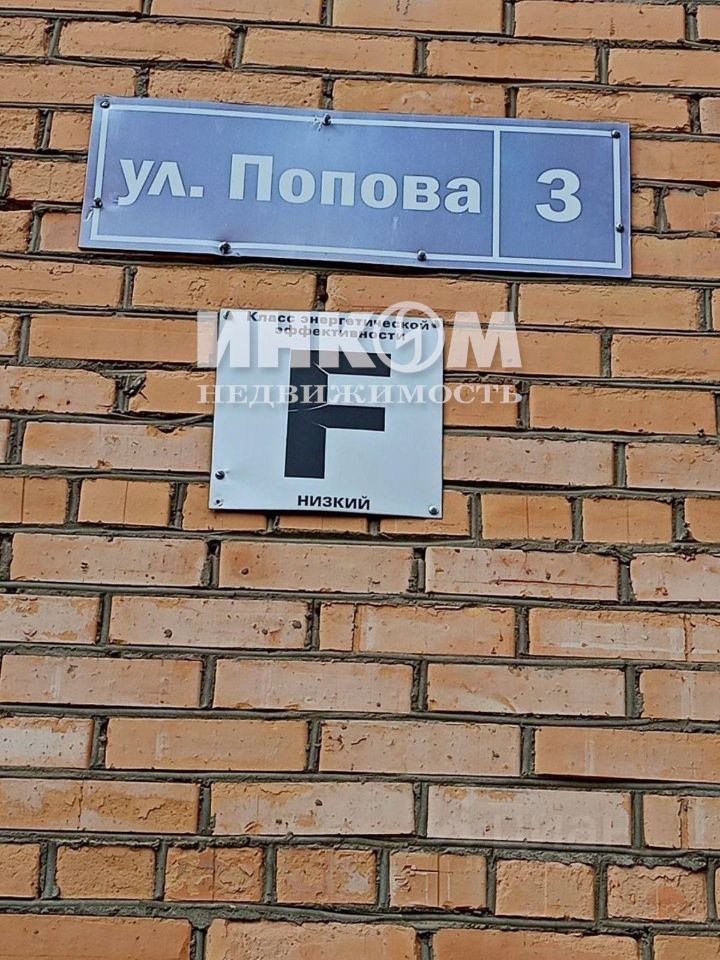 ул. Попова 3
Класс энергетической
эффективности
ИНКОМ
НЕДВИЖИМОСТЬ
F
низкий